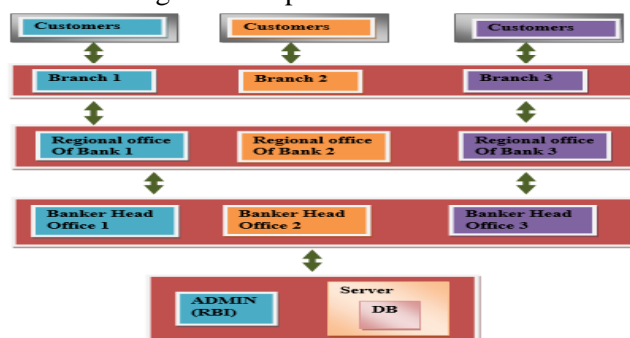 Customers Customers Customers
Branch 1 Branch 2 Branch 3
Regional office Regional office Regional office
Of Bank 1 Of Bank 2 Of Bank 3
Banker Head Banker Head Banker Head
Office 1 Office 2 Office 3
Server
ADMIN DB
(RBI)